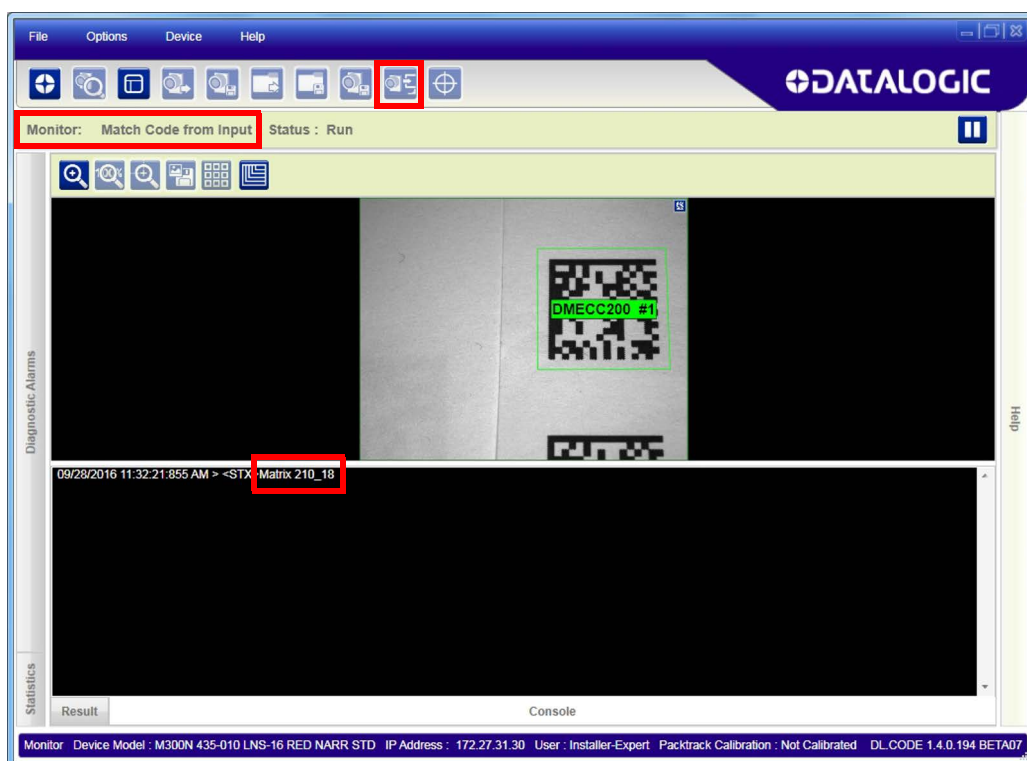 File Options Device Help
DATALOGIC
Monitor: Match Code from Input Status : Run
DMECC200 #1
Diagnostic Alarms
Help
09/28/2016 11:32:21:855 AM > <STX>Matrix 210_18
Statistics
Result Console
Monitor Device Model : M300N 435-010 LNS-16 RED NARR STD IP Address : 172.27.31.30 User : Installer-Expert Packtrack Calibration : Not Calibrated DL.CODE 1.4.0.194 BETA07